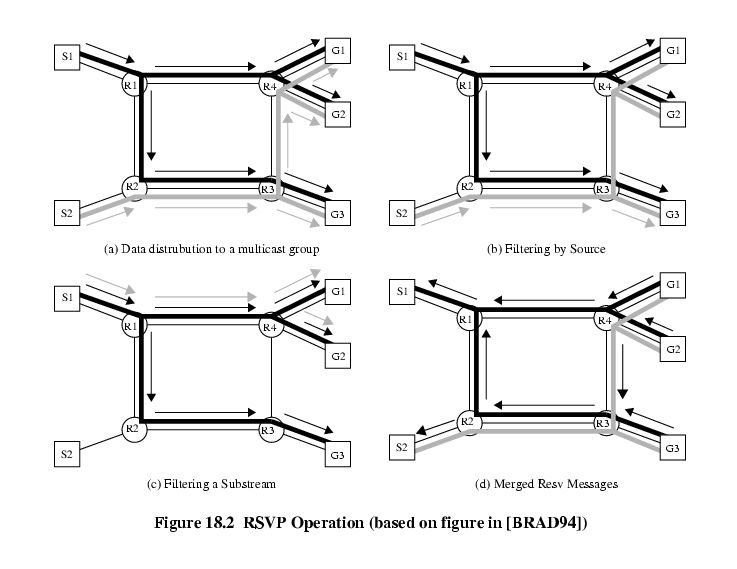 S1
G1
R1
R4
G2
R2
R3
S2
G3
(a) Data distrubution to a multicast group
S1
G1
R1
R4
G2
R2
R3
S2
G3
(b) Filtering by Source
S1
G1
R1
R4
G2
R2
R3
S2
G3
(c) Filtering a Substream
S1
G1
R1
R4
G2
R2
R3
S2
G3
(d) Merged Resv Messages
Figure 18.2 RSVP Operation (based on figure in [BRAD94])